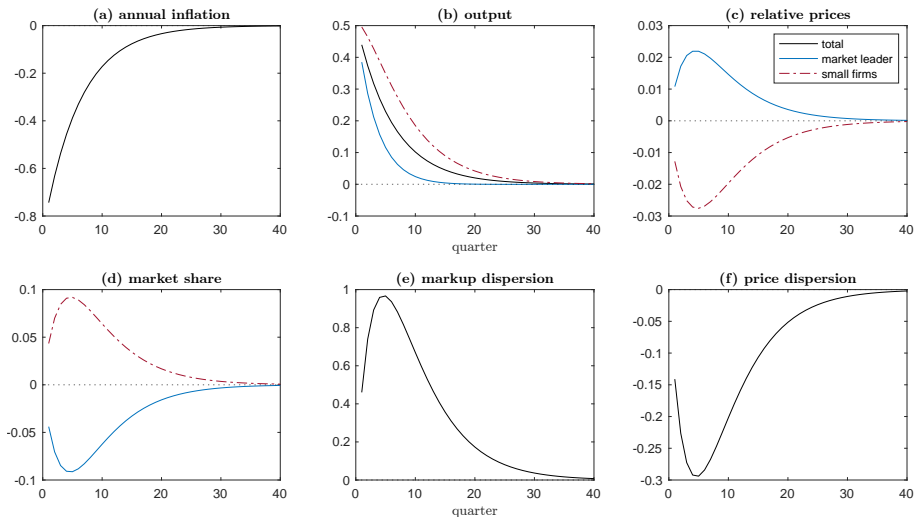 (a) annual inflation
(b) output
(c) relative prices
0
-0.2
-0.4
-0.6
-0.8
0 10 20 30 40
0.5
0.4
0.3
0.2
0.1
0
-0.1
0 10 20 30 40
quarter
0.03
0.02
0.01
0
-0.01
-0.02
-0.03
0 10 20 30 40
total
market leader
small firms
(d) market share
(e) markup dispersion
(f) price dispersion
0.1
0.05
0
-0.05
-0.1
0 10 20 30 40
1
0.8
0.6
0.4
0.2
0
0 10 20 30 40
quarter
0
-0.05
-0.1
-0.15
-0.2
-0.25
-0.3
0 10 20 30 40